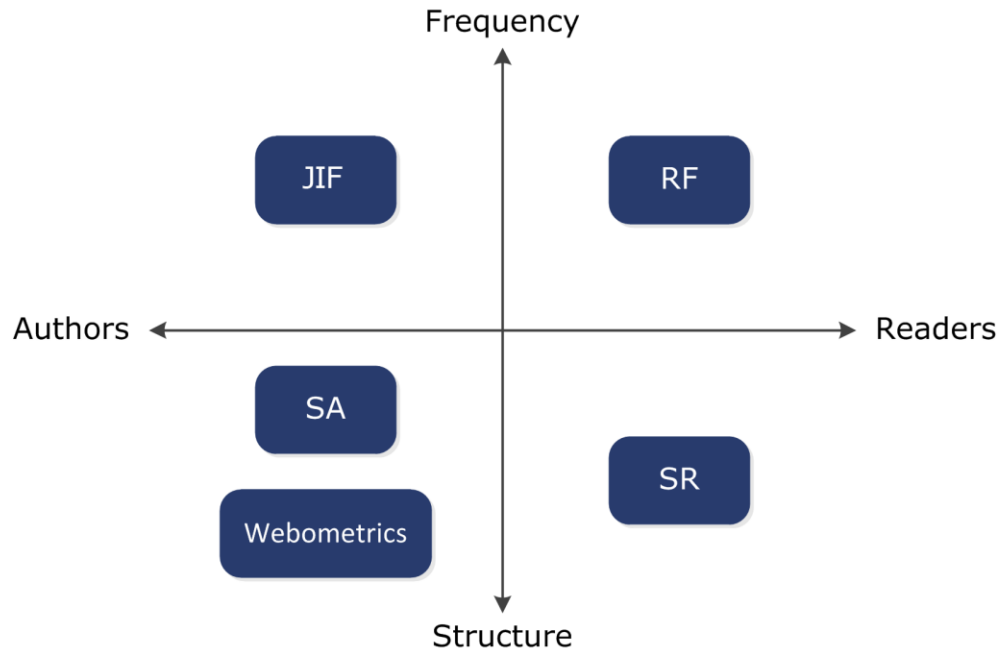 Frequency
JIF
RF
Authors
Readers
SA
SR
Webometrics
Structure